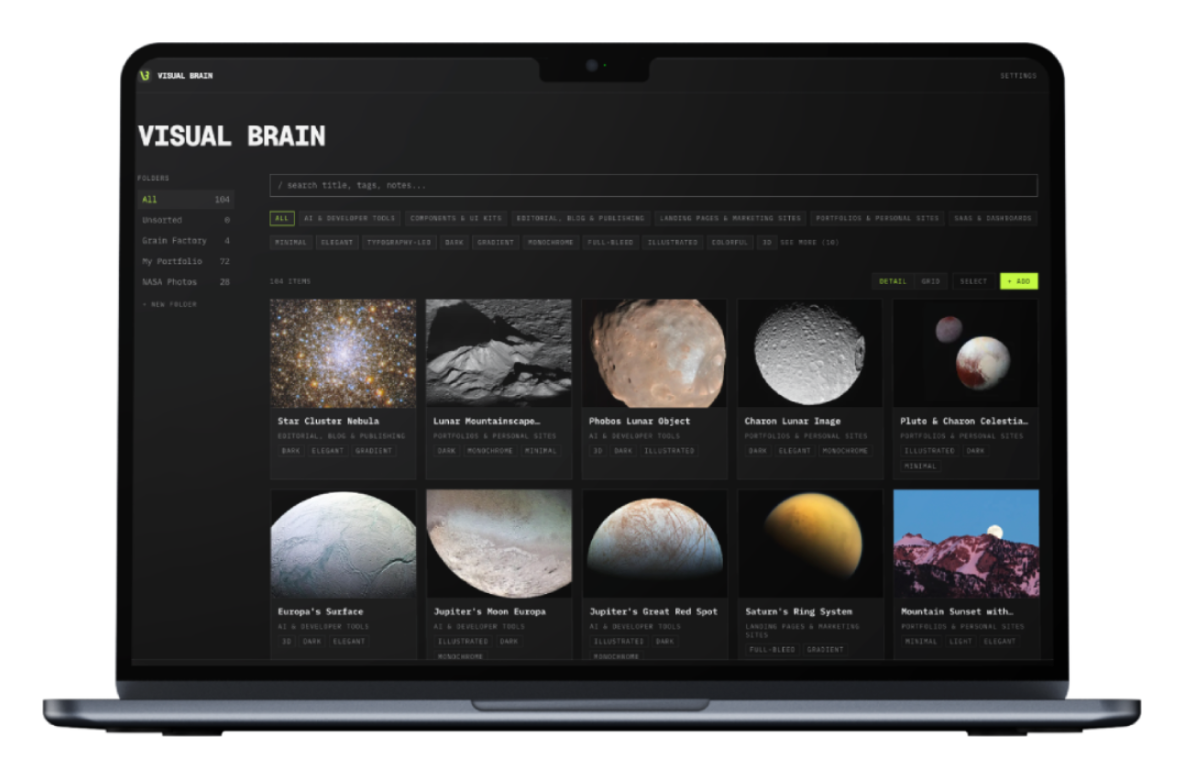 VISUAL BRAIN
SETTINGS
VISUAL BRAIN
FOLDERS
All 104
Unsorted 0
Grain Factory 4
My Portfolio 72
NASA Photos 28
+ NEW FOLDER
/ search title, tags, notes...
ALL AI & DEVELOPER TOOLS COMPONENTS & UI KITS EDITORIAL, BLOG & PUBLISHING LANDING PAGES & MARKETING SITES PORTFOLIOS & PERSONAL SITES SAAS & DASHBOARDS
MINIMAL ELEGANT TYPOGRAPHY-LED DARK GRADIENT MONOCHROME FULL-BLEED ILLUSTRATED COLORFUL 3D SEE MORE (10)
104 ITEMS
DETAIL GRID SELECT + ADD
Star Cluster Nebula
EDITORIAL, BLOG & PUBLISHING
DARK ELEGANT GRADIENT
Lunar Mountainscape…
PORTFOLIOS & PERSONAL SITES
DARK MONOCHROME MINIMAL
Phobos Lunar Object
AI & DEVELOPER TOOLS
3D DARK ILLUSTRATED
Charon Lunar Image
PORTFOLIOS & PERSONAL SITES
DARK ELEGANT MONOCHROME
Pluto & Charon Celestia…
PORTFOLIOS & PERSONAL SITES
ILLUSTRATED DARK
MINIMAL
Europa's Surface
AI & DEVELOPER TOOLS
3D DARK ELEGANT
Jupiter's Moon Europa
AI & DEVELOPER TOOLS
ILLUSTRATED DARK
MONOCHROME
Jupiter's Great Red Spot
AI & DEVELOPER TOOLS
ILLUSTRATED DARK
MONOCHROME
Saturn's Ring System
LANDING PAGES & MARKETING
SITES
FULL-BLEED GRADIENT
Mountain Sunset with…
PORTFOLIOS & PERSONAL SITES
MINIMAL LIGHT ELEGANT